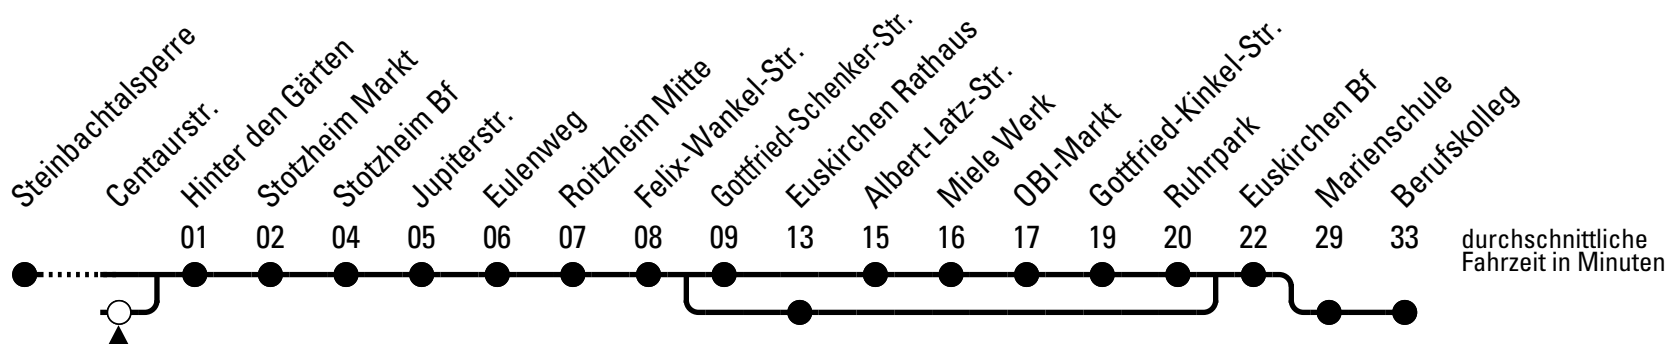 Steinbachtalsperre
Centaurstr.
Hinter den Gärten
Stotzheim Markt
Stotzheim Bf
Jupiterstr.
Eulenweg
Roitzheim Mitte
Felix-Wankel-Str.
Gottfried-Schenker-Str.
Euskirchen Rathaus
Albert-Latz-Str.
Miele Werk
OBI-Markt
Gottfried-Kinkel-Str.
Ruhrpark
Euskirchen Bf
Marienschule
Berufskolleg
01 02 04 05 06 07 08 09 13 15 16 17 19 20 22 29 33
durchschnittliche
Fahrzeit in Minuten